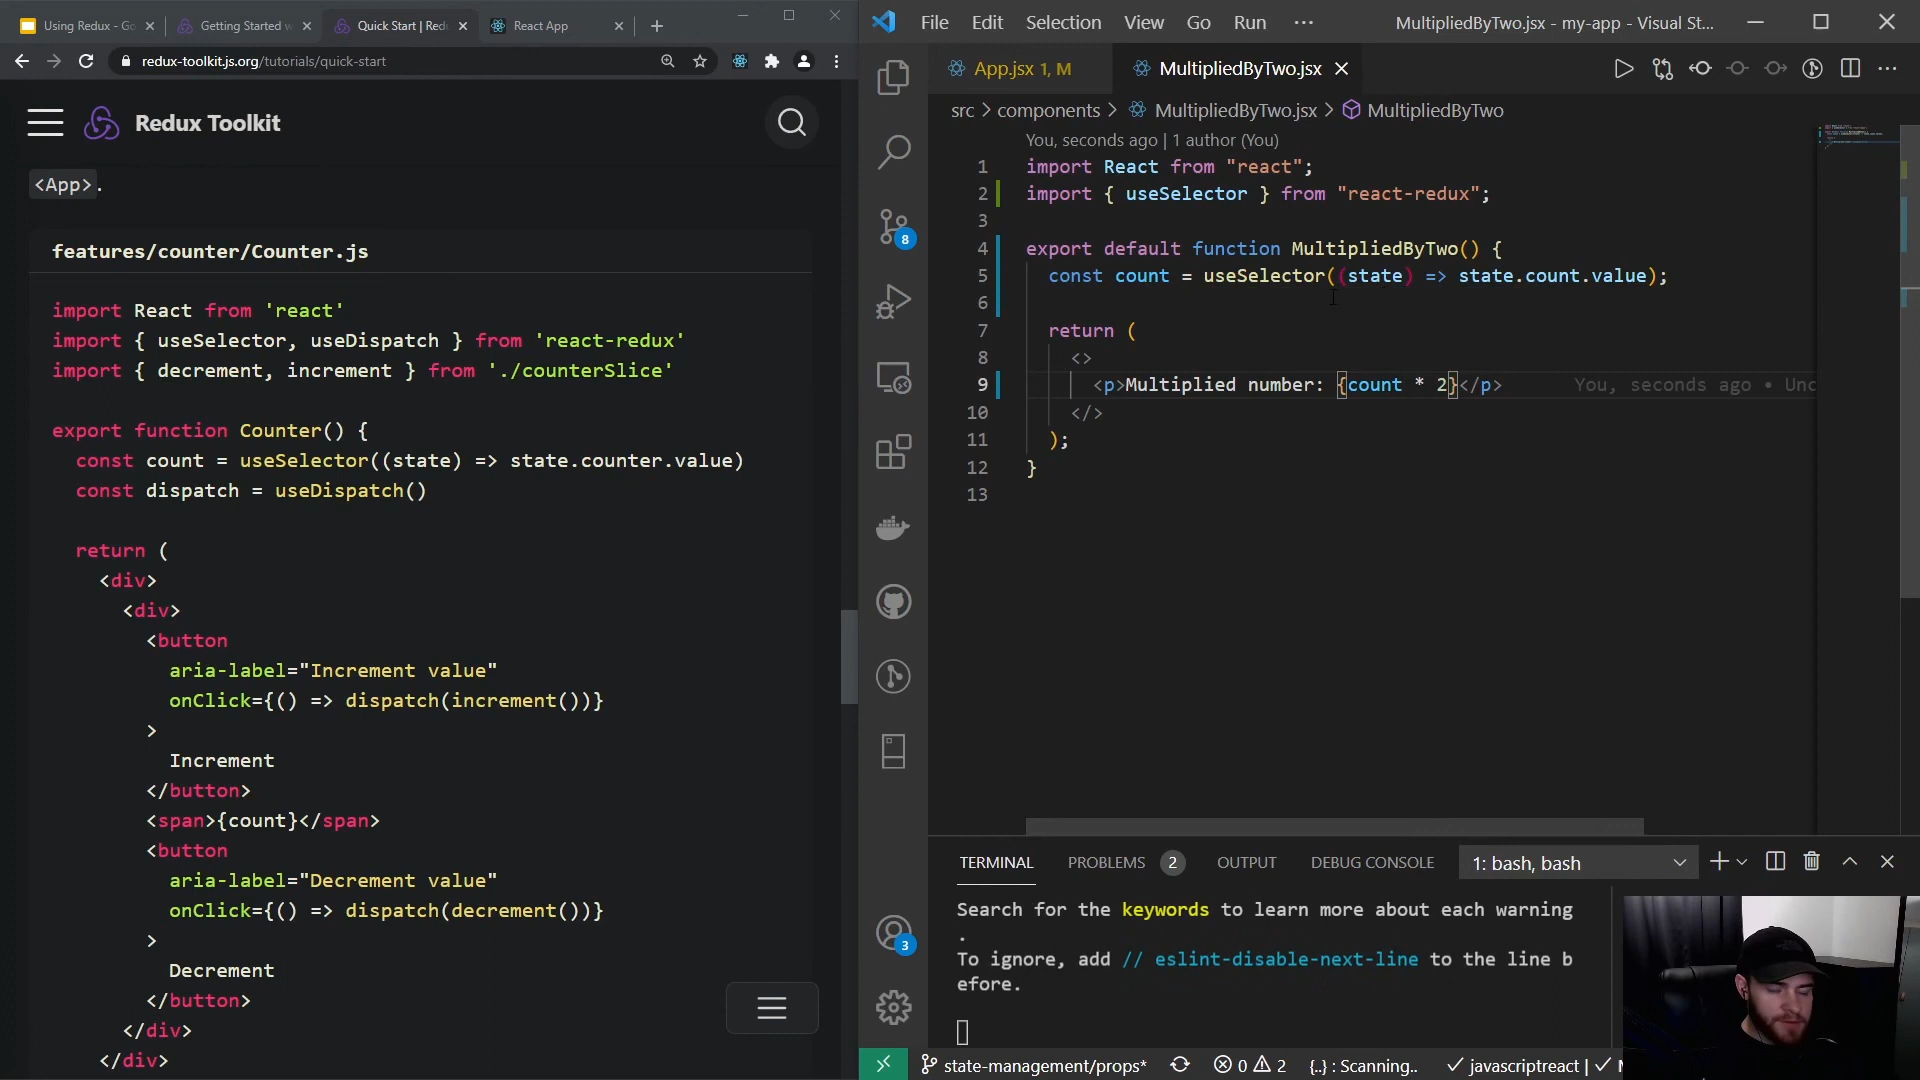 Using Redux - Go
Getting Started w
Quick Start | Red
React App
redux-toolkit.js.org/tutorials/quick-start
Redux Toolkit
<App>.
features/counter/Counter.js
import React from 'react'
import { useSelector, useDispatch } from 'react-redux'
import { decrement, increment } from './counterSlice'
export function Counter() {
const count = useSelector((state) => state.counter.value)
const dispatch = useDispatch()
return (
<div>
<div>
<button
aria-label="Increment value"
onClick={() => dispatch(increment())}
>
Increment
</button>
<span>{count}</span>
<button
aria-label="Decrement value"
onClick={() => dispatch(decrement())}
>
Decrement
</button>
</div>
</div>
File Edit Selection View Go Run ···
MultipliedByTwo.jsx - my-app - Visual St...
App.jsx 1, M
MultipliedByTwo.jsx
src > components > MultipliedByTwo.jsx > MultipliedByTwo
You, seconds ago | 1 author (You)
1 import React from "react";
2 import { useSelector } from "react-redux";
3
4 export default function MultipliedByTwo() {
5 const count = useSelector((state) => state.count.value);
6
7 return (
8 <>
9 <p>Multiplied number: {count * 2}</p> You, seconds ago • Unc
10 </>
11 );
12 }
13
8
3
TERMINAL PROBLEMS 2 OUTPUT DEBUG CONSOLE 1: bash, bash
Search for the keywords to learn more about each warning
.
To ignore, add // eslint-disable-next-line to the line b
efore.
state-management/props* 0 2 {..} : Scanning.. javascriptreact |